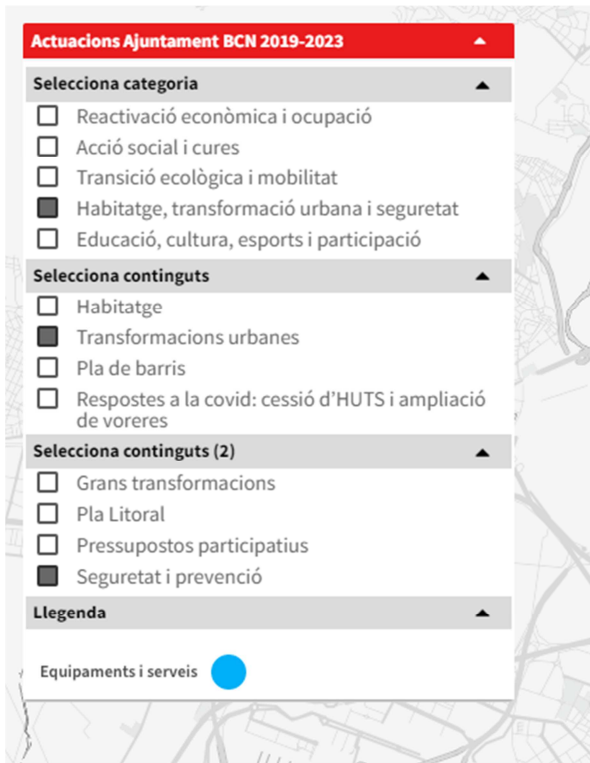 Actuacions Ajuntament BCN 2019-2023
Selecciona categoria
Reactivació econòmica i ocupació
Acció social i cures
Transició ecològica i mobilitat
Habitatge, transformació urbana i seguretat
Educació, cultura, esports i participació
Selecciona continguts
Habitatge
Transformacions urbanes
Pla de barris
Respostes a la covid: cessió d'HUTS i ampliació
de voreres
Selecciona continguts (2)
Grans transformacions
Pla Litoral
Pressupostos participatius
Seguretat i prevenció
Llegenda
Equipaments i serveis